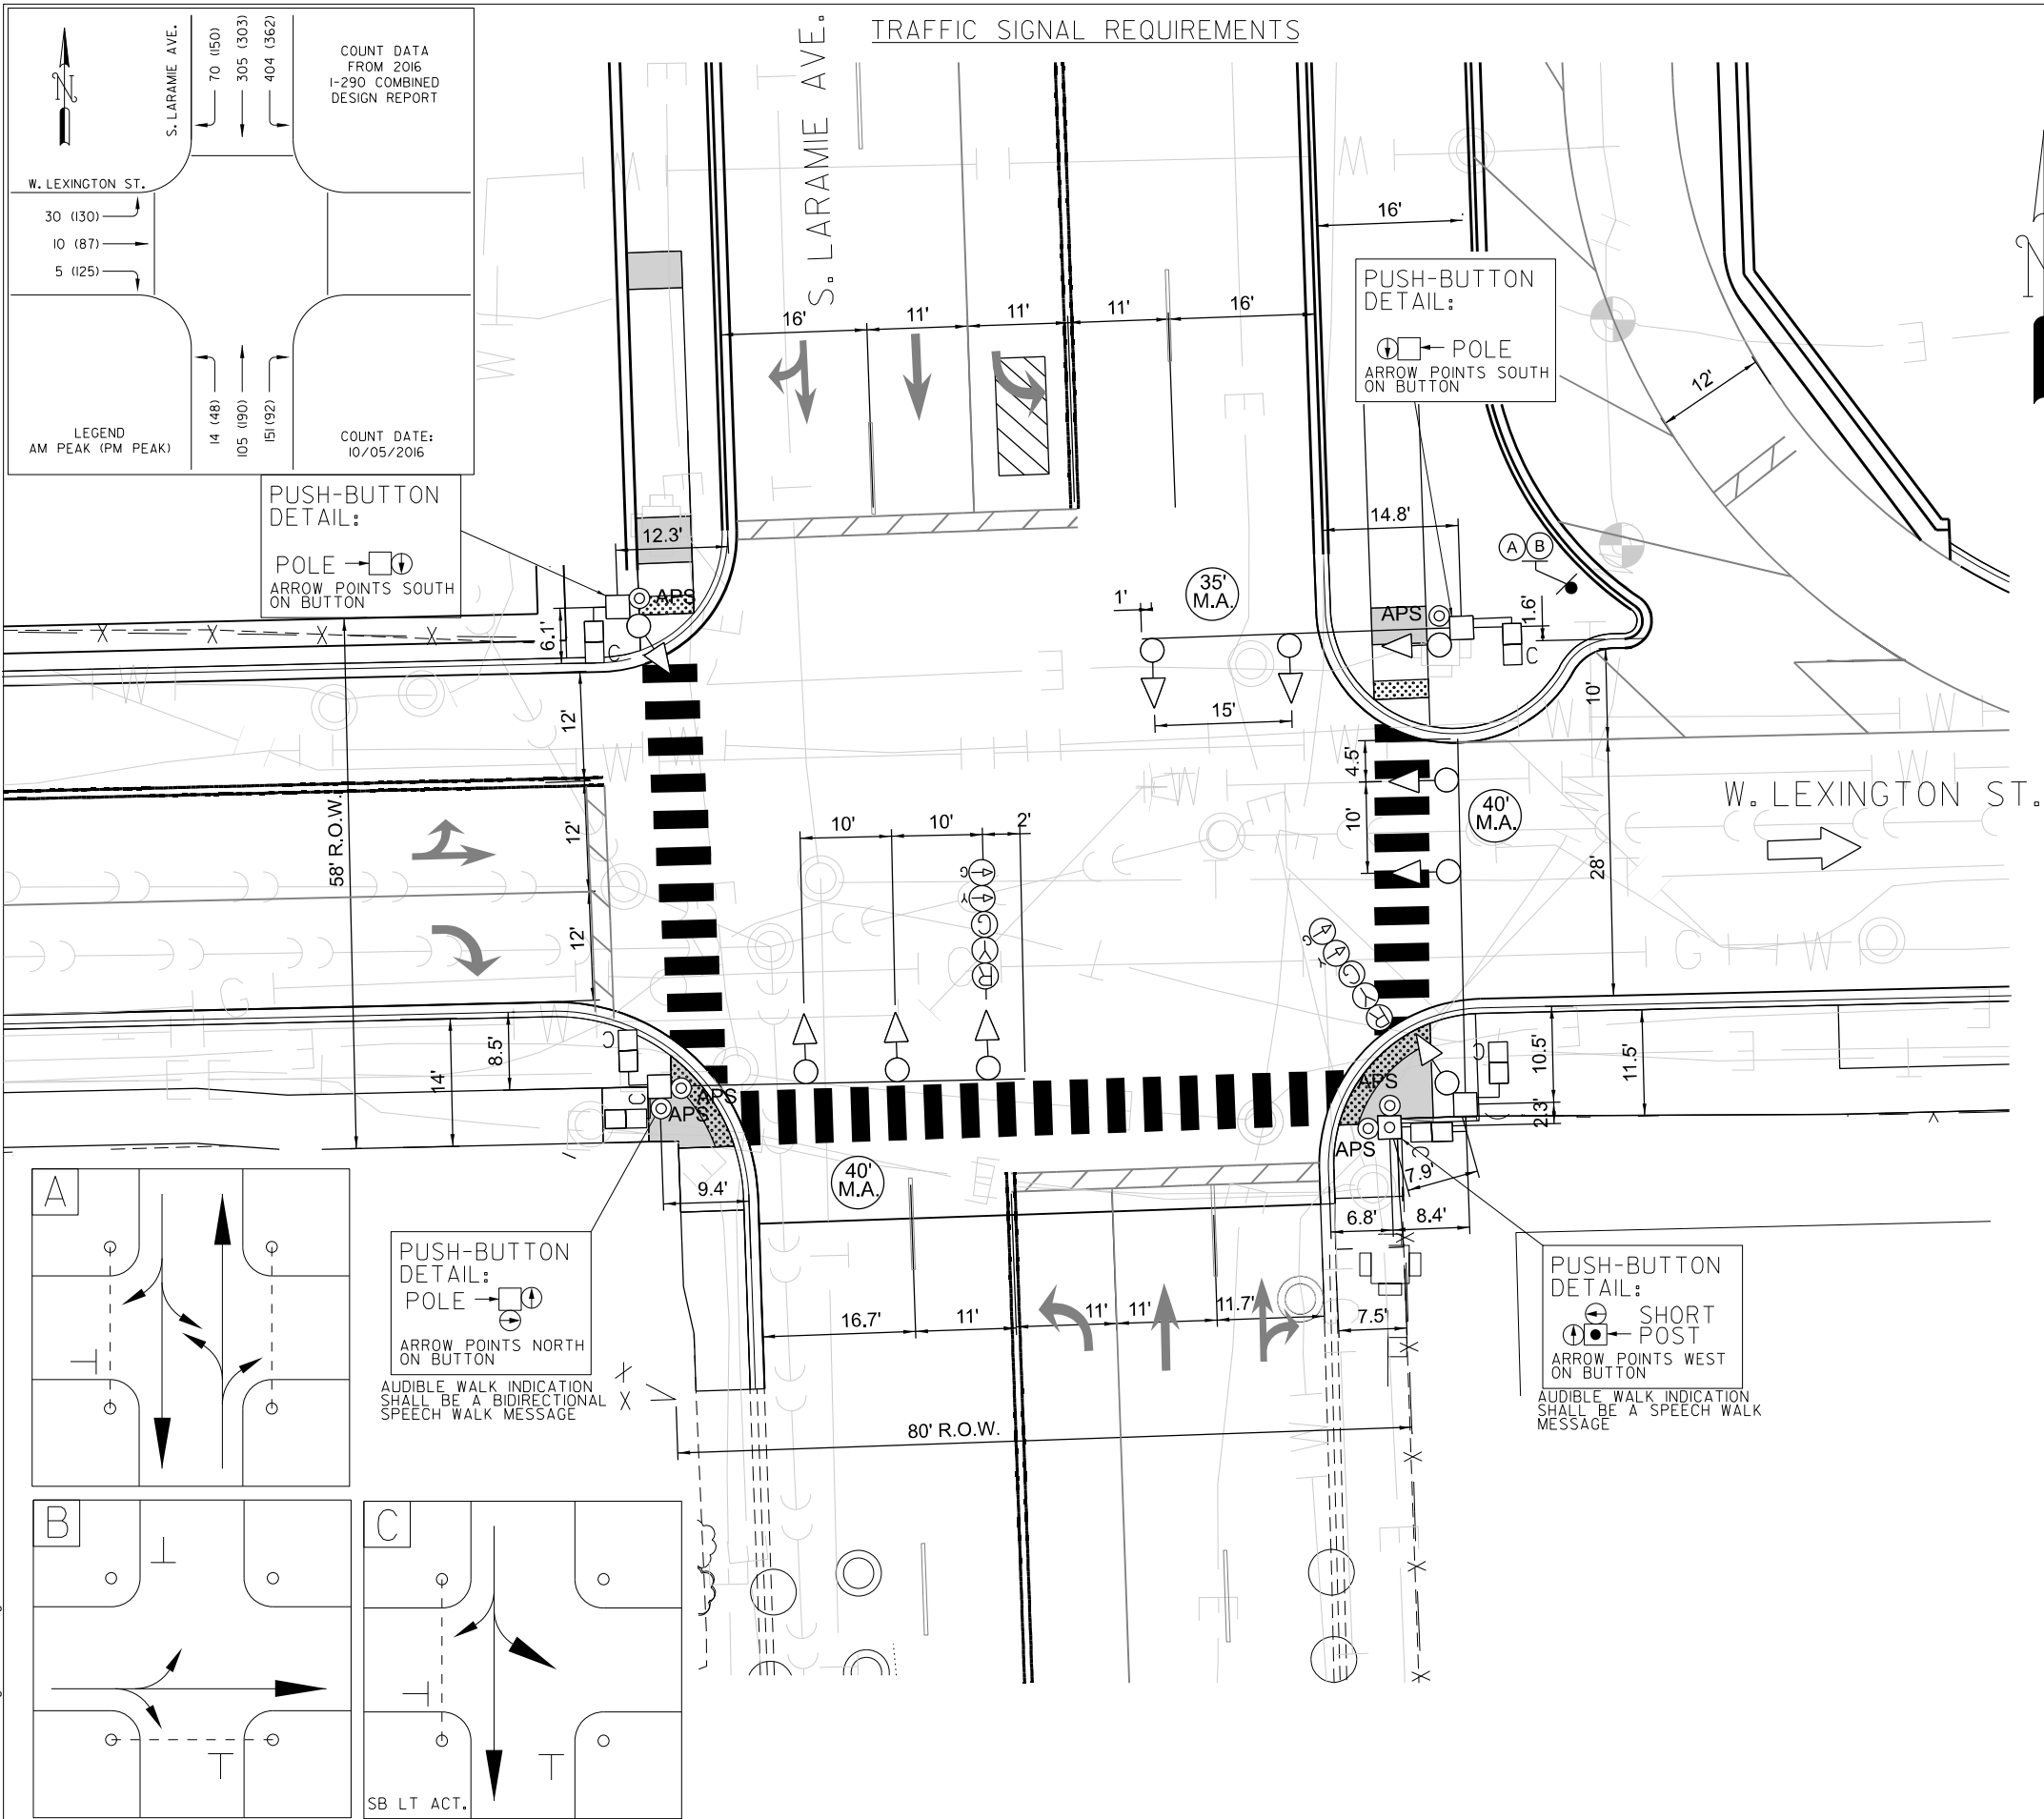 TRAFFIC SIGNAL REQUIREMENTS
S. LARAMIE AVE.
70 (150)
305 (303)
404 (362)
COUNT DATA
FROM 2016
I-290 COMBINED
DESIGN REPORT
N
W. LEXINGTON ST.
30 (130)
10 (87)
5 (125)
14 (48)
105 (190)
151 (92)
LEGEND
AM PEAK (PM PEAK)
COUNT DATE:
10/05/2016
S. LARAMIE AVE.
N
16'
PUSH-BUTTON
DETAIL:
POLE
ARROW POINTS SOUTH
ON BUTTON
16'
11'
11'
11'
16'
12'
PUSH-BUTTON
DETAIL:
POLE
ARROW POINTS SOUTH
ON BUTTON
12.3'
14.8'
A
B
APS
6.1'
C
1'
35'
M.A.
APS
1.6'
C
15'
10'
12'
4.5'
10'
40'
M.A.
W. LEXINGTON ST.
58' R.O.W.
12'
12'
10'
10'
2'
G
Y
G
Y
R
28'
G
Y
G
Y
R
14'
8.5'
C
C
APS
APS
C
10.5'
11.5'
2.3'
APS
APS
C
7.9'
9.4'
40'
M.A.
6.8'
8.4'
A
PUSH-BUTTON
DETAIL:
POLE
ARROW POINTS NORTH
ON BUTTON
AUDIBLE WALK INDICATION
SHALL BE A BIDIRECTIONAL
SPEECH WALK MESSAGE
16.7'
11'
11'
11'
11.7'
7.5'
PUSH-BUTTON
DETAIL:
SHORT
POST
ARROW POINTS WEST
ON BUTTON
AUDIBLE WALK INDICATION
SHALL BE A SPEECH WALK
MESSAGE
80' R.O.W.
B
C
SB LT ACT.